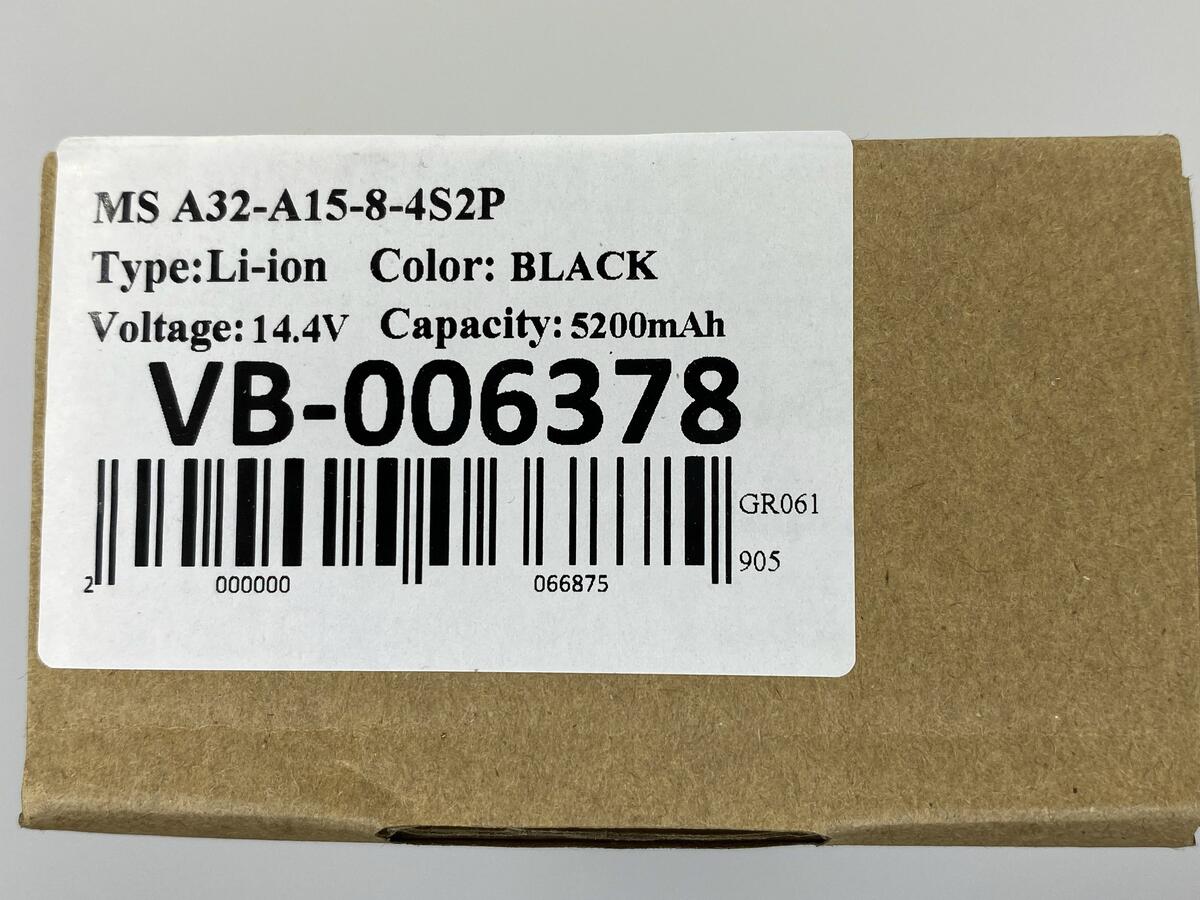 MS A32-A15-8-4S2P
Type:Li-ion Color: BLACK
Voltage: 14.4V Capacity: 5200mAh
VB-006378
GR061
905
2 000000 066875